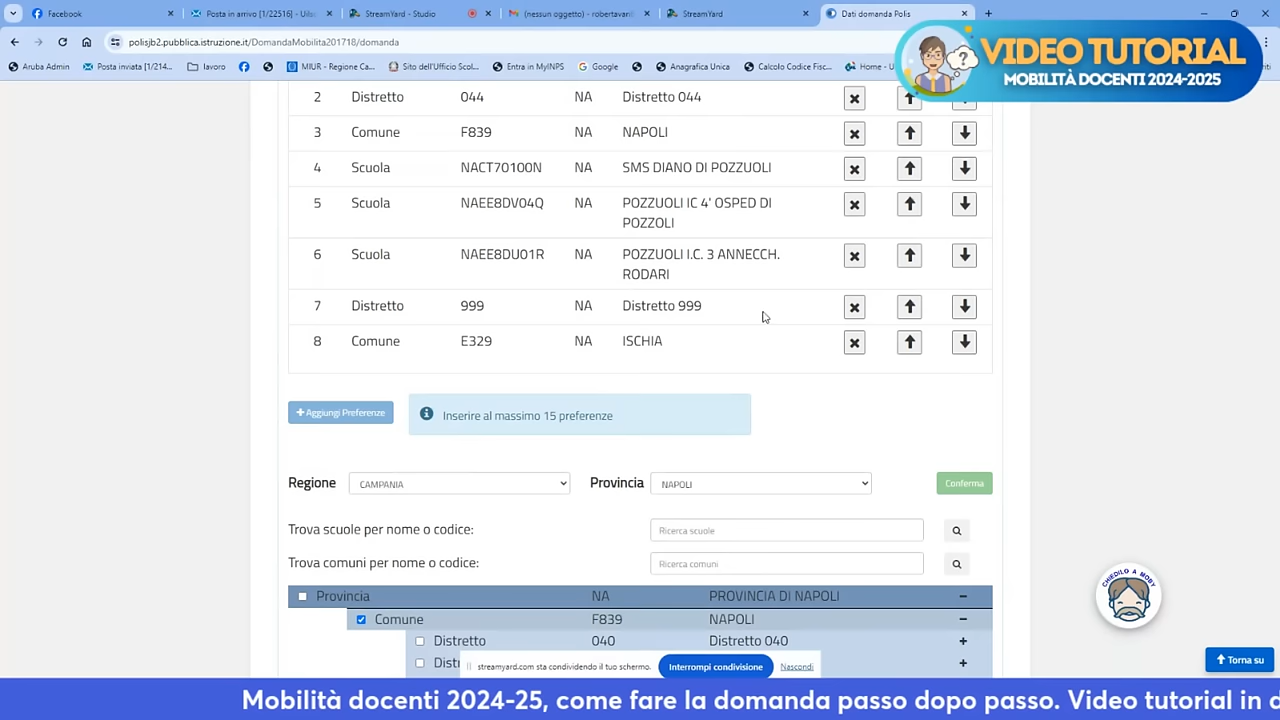 Facebook
Posta in arrivo [1/22516] - Uilsc
StreamYard - Studio
(nessun oggetto) - robertavaril
StreamYard
Dati domanda Polis
polisjb2.pubblica.istruzione.it/DomandaMobilita201718/domanda
Aruba Admin
Posta inviata [1/214...
lavoro
MIUR - Regione Ca...
Sito dell'Ufficio Scol...
Entra in MyINPS
Google
Anagrafica Unica
Calcolo Codice Fisc...
Home - U
VIDEO TUTORIAL
MOBILITÀ DOCENTI 2024-2025
2 Distretto 044 NA Distretto 044
3 Comune F839 NA NAPOLI
4 Scuola NACT70100N NA SMS DIANO DI POZZUOLI
5 Scuola NAEE8DV04Q NA POZZUOLI IC 4' OSPED DI
POZZOLI
6 Scuola NAEE8DU01R NA POZZUOLI I.C. 3 ANNECCH.
RODARI
7 Distretto 999 NA Distretto 999
8 Comune E329 NA ISCHIA
+ Aggiungi Preferenze
Inserire al massimo 15 preferenze
Regione CAMPANIA Provincia NAPOLI Conferma
Trova scuole per nome o codice: Ricerca scuole
Trova comuni per nome o codice: Ricerca comuni
Provincia NA PROVINCIA DI NAPOLI
Comune F839 NAPOLI
Distretto 040 Distretto 040
Distr
streamyard.com sta condividendo il tuo schermo. Interrompi condivisione Nascondi
CHIEDILO A MOBY
Torna su
Mobilità docenti 2024-25, come fare la domanda passo dopo passo. Video tutorial in d